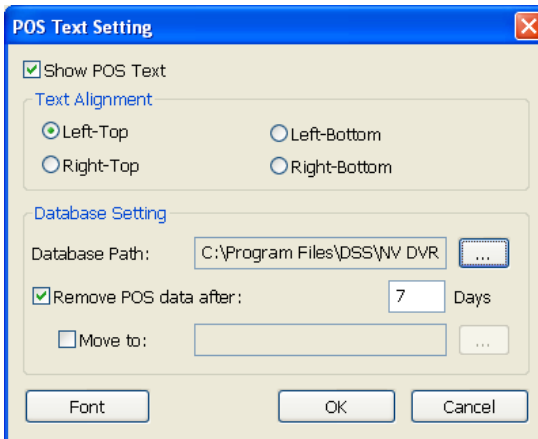 POS Text Setting
Show POS Text
Text Alignment
Left-Top Left-Bottom
Right-Top Right-Bottom
Database Setting
Database Path: C:\Program Files\DSS\NV DVR ...
Remove POS data after: 7 Days
Move to: ...
Font OK Cancel